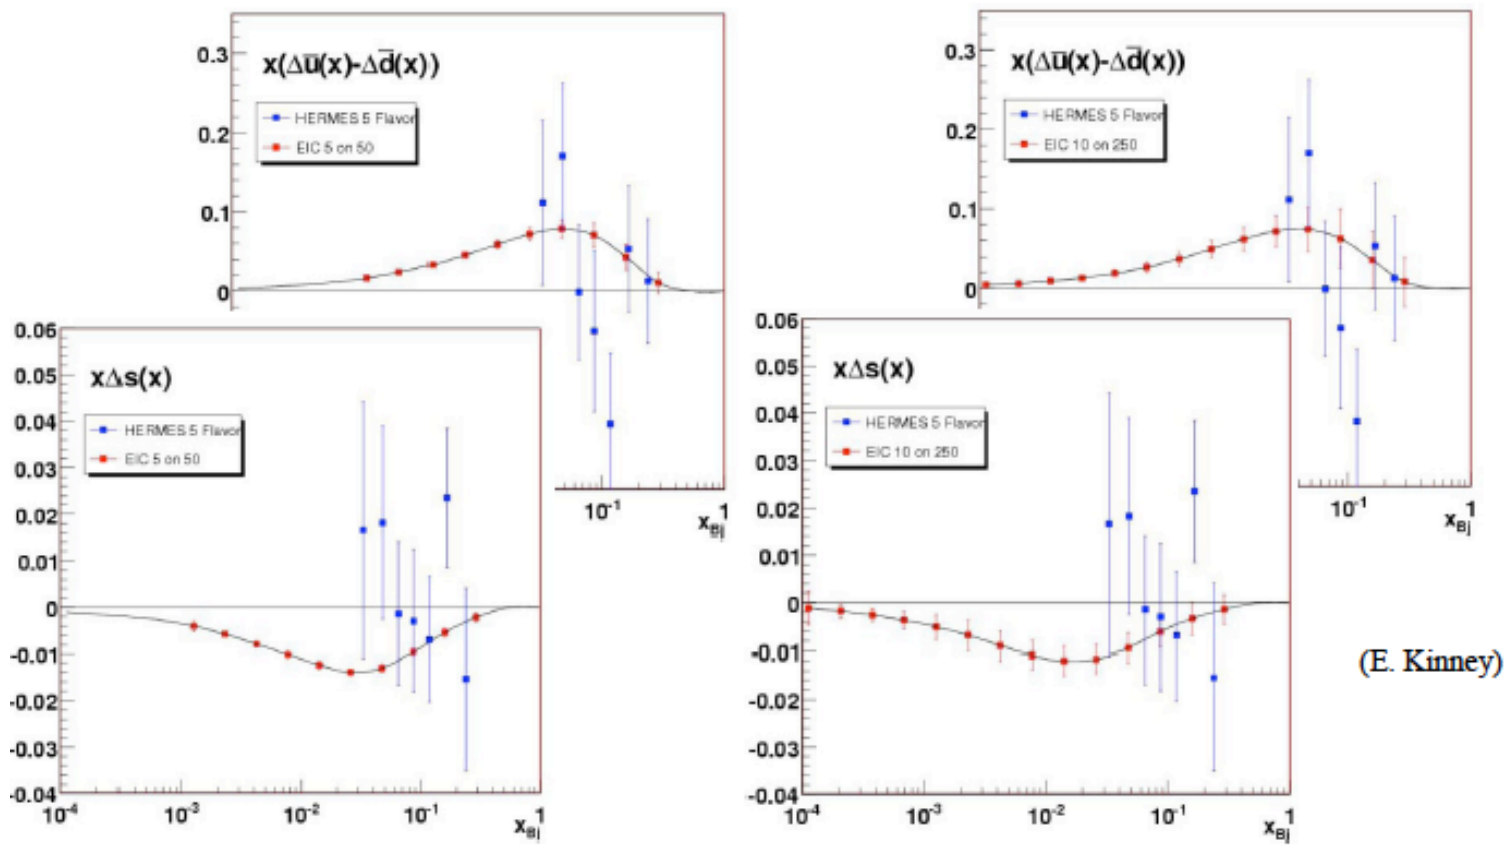 x(Δu̅(x)-Δd̅(x))
HERMES 5 Flavor
EIC 5 on 50
0.3
0.2
0.1
0
10⁻¹
1
x_Bj
x(Δu̅(x)-Δd̅(x))
HERMES 5 Flavor
EIC 10 on 250
0.3
0.2
0.1
0
10⁻¹
1
x_Bj
xΔs(x)
HERMES 5 Flavor
EIC 5 on 50
0.06
0.05
0.04
0.03
0.02
0.01
0
-0.01
-0.02
-0.03
-0.04
10⁻⁴
10⁻³
10⁻²
10⁻¹
1
x_Bj
xΔs(x)
HERMES 5 Flavor
EIC 10 on 250
0.06
0.05
0.04
0.03
0.02
0.01
0
-0.01
-0.02
-0.03
-0.04
10⁻⁴
10⁻³
10⁻²
10⁻¹
1
x_Bj
(E. Kinney)